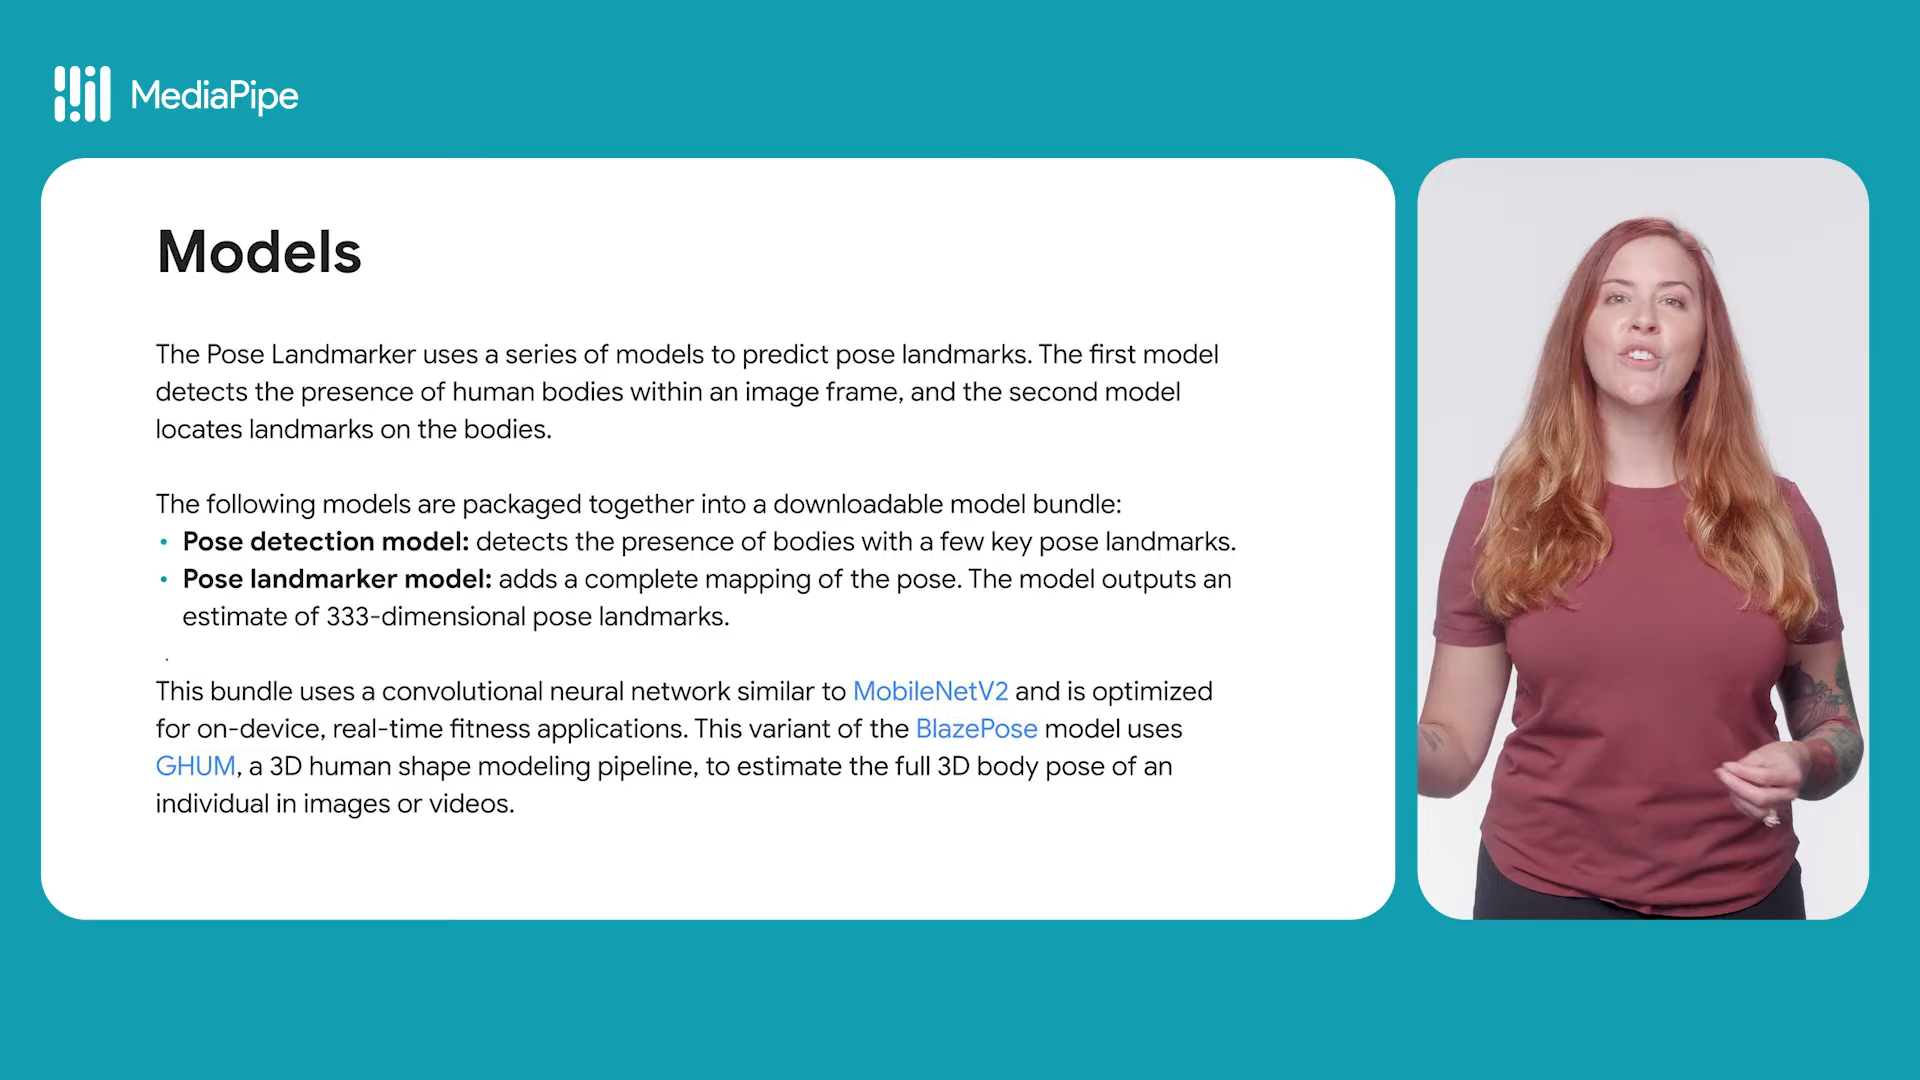 MediaPipe
Models
The Pose Landmarker uses a series of models to predict pose landmarks. The first model
detects the presence of human bodies within an image frame, and the second model
locates landmarks on the bodies.
The following models are packaged together into a downloadable model bundle:
• Pose detection model: detects the presence of bodies with a few key pose landmarks.
• Pose landmarker model: adds a complete mapping of the pose. The model outputs an
estimate of 333-dimensional pose landmarks.
.
This bundle uses a convolutional neural network similar to MobileNetV2 and is optimized
for on-device, real-time fitness applications. This variant of the BlazePose model uses
GHUM, a 3D human shape modeling pipeline, to estimate the full 3D body pose of an
individual in images or videos.